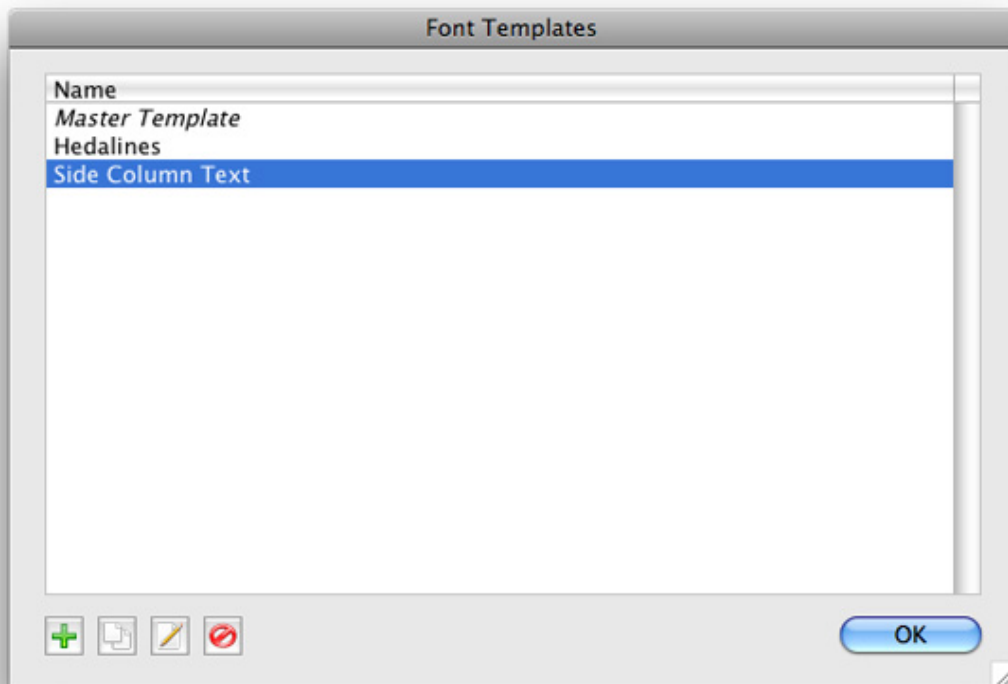 Font Templates
Name
Master Template
Hedalines
Side Column Text
OK